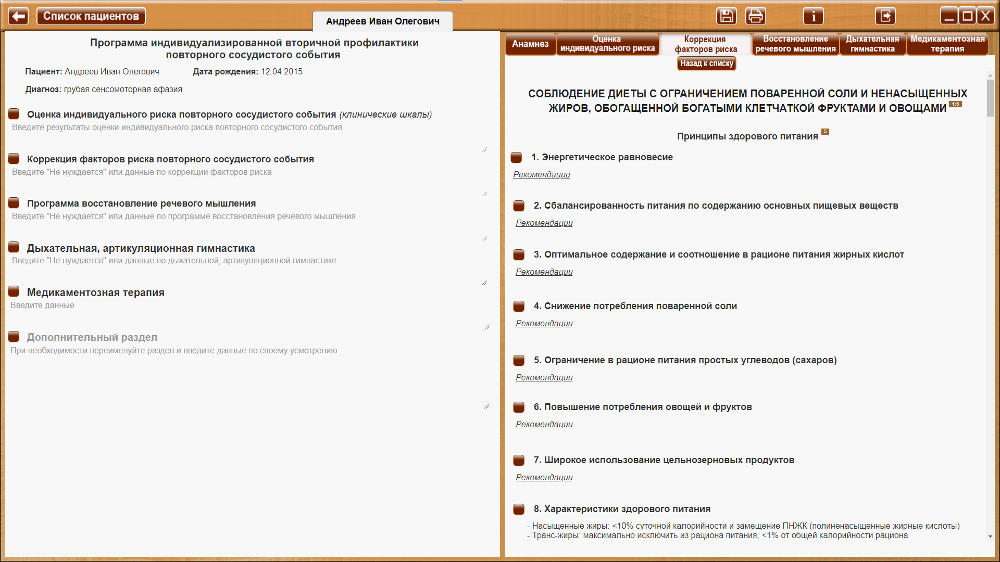 Список пациентов
Андреев Иван Олегович
Программа индивидуализированной вторичной профилактики
повторного сосудистого события
Пациент: Андреев Иван Олегович Дата рождения: 12.04.2015
Диагноз: грубая сенсомоторная афазия
Оценка индивидуального риска повторного сосудистого события (клинические шкалы)
Введите результаты оценки индивидуального риска повторного сосудистого события
Коррекция факторов риска повторного сосудистого события
Введите "Не нуждается" или данные по коррекции факторов риска
Программа восстановление речевого мышления
Введите "Не нуждается" или данные по программе восстановления речевого мышления
Дыхательная, артикуляционная гимнастика
Введите "Не нуждается" или данные по дыхательной, артикуляционной гимнастике
Медикаментозная терапия
Введите данные
Дополнительный раздел
При необходимости переименуйте раздел и введите данные по своему усмотрению
Анамнез
Оценка
индивидуального риска
Коррекция
факторов риска
Восстановление
речевого мышления
Дыхательная
гимнастика
Медикаментозная
терапия
Назад к списку
СОБЛЮДЕНИЕ ДИЕТЫ С ОГРАНИЧЕНИЕМ ПОВАРЕННОЙ СОЛИ И НЕНАСЫЩЕННЫХ
ЖИРОВ, ОБОГАЩЕННОЙ БОГАТЫМИ КЛЕТЧАТКОЙ ФРУКТАМИ И ОВОЩАМИ 1;5
Принципы здорового питания 5
1. Энергетическое равновесие
Рекомендации
2. Сбалансированность питания по содержанию основных пищевых веществ
Рекомендации
3. Оптимальное содержание и соотношение в рационе питания жирных кислот
Рекомендации
4. Снижение потребления поваренной соли
Рекомендации
5. Ограничение в рационе питания простых углеводов (сахаров)
Рекомендации
6. Повышение потребления овощей и фруктов
Рекомендации
7. Широкое использование цельнозерновых продуктов
Рекомендации
8. Характеристики здорового питания
- Насыщенные жиры: <10% суточной калорийности и замещение ПНЖК (полиненасыщенные жирные кислоты)
- Транс-жиры: максимально исключить из рациона питания, <1% от общей калорийности рациона